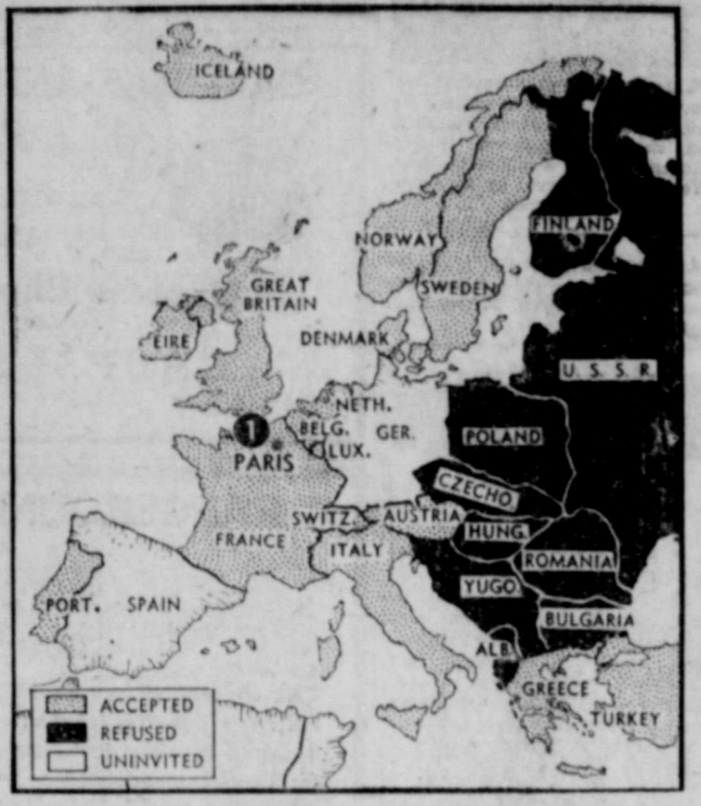 ICELAND
NORWAY
SWEDEN
FINLAND
GREAT
BRITAIN
EIRE
DENMARK
U. S. S. R.
NETH.
1
BELG.
GER.
POLAND
LUX.
PARIS
CZECHO.
SWITZ.
AUSTRIA
HUNG.
FRANCE
ITALY
ROMANIA
YUGO.
PORT.
SPAIN
BULGARIA
ALB.
GREECE
TURKEY
ACCEPTED
REFUSED
UNINVITED